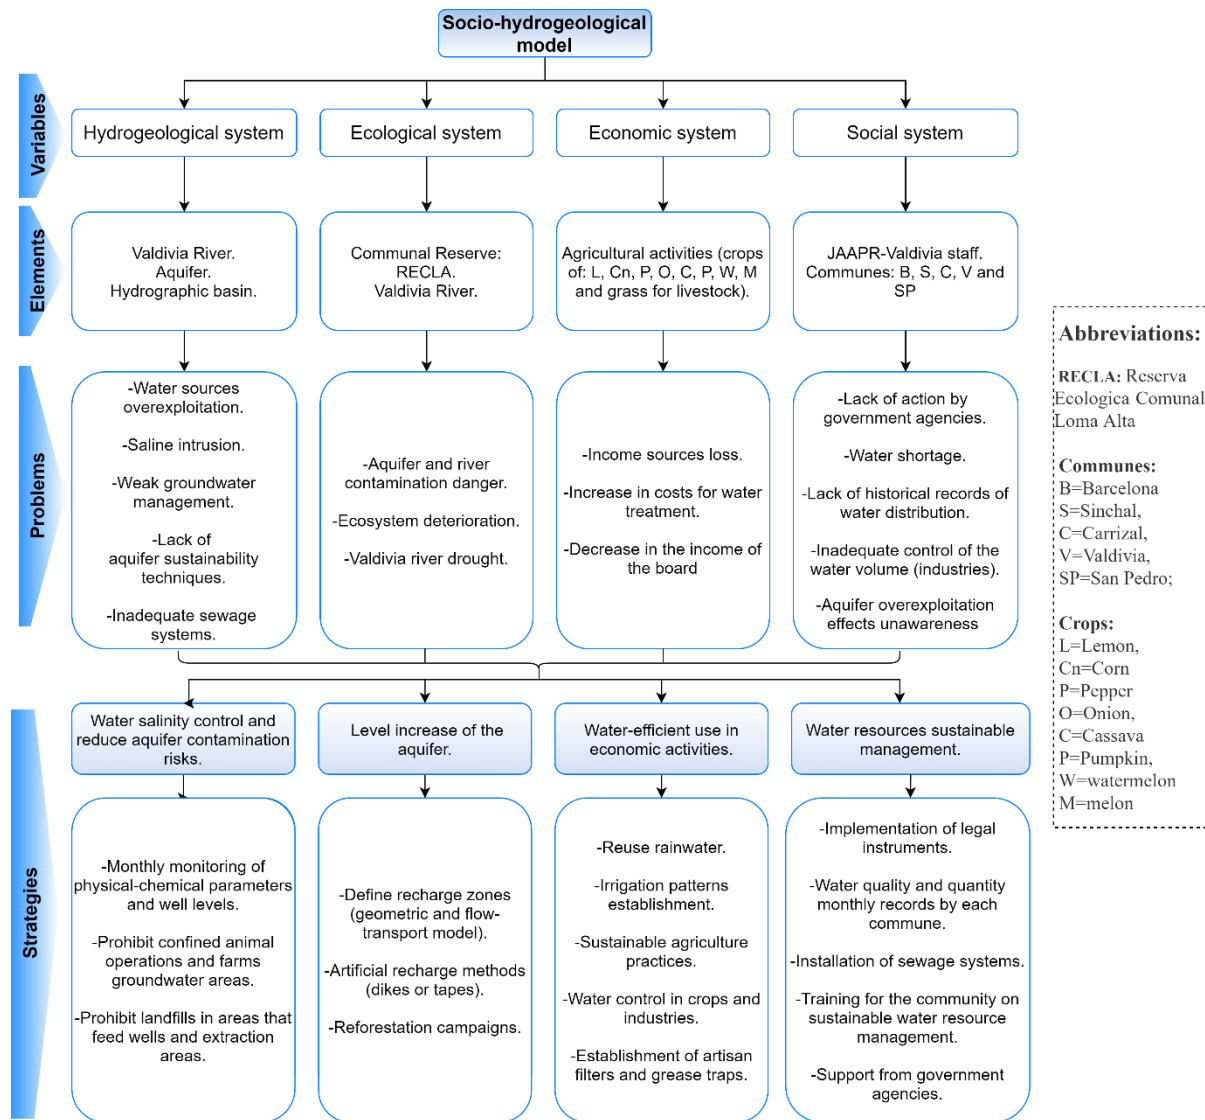 Socio-hydrogeological
model
Variables
Hydrogeological system
Ecological system
Economic system
Social system
Elements
Valdivia River.
Aquifer.
Hydrographic basin.
Communal Reserve:
RECLA.
Valdivia River.
Agricultural activities (crops
of: L, Cn, P, O, C, P, W, M
and grass for livestock).
JAAPR-Valdivia staff.
Communes: B, S, C, V and
SP
Problems
-Water sources
overexploitation.
-Saline intrusion.
-Weak groundwater
management.
-Lack of
aquifer sustainability
techniques.
-Inadequate sewage
systems.
-Aquifer and river
contamination danger.
-Ecosystem deterioration.
-Valdivia river drought.
-Income sources loss.
-Increase in costs for water
treatment.
-Decrease in the income of
the board
-Lack of action by
government agencies.
-Water shortage.
-Lack of historical records of
water distribution.
-Inadequate control of the
water volume (industries).
-Aquifer overexploitation
effects unawareness
Strategies
Water salinity control and
reduce aquifer contamination
risks.
Level increase of the
aquifer.
Water-efficient use in
economic activities.
Water resources sustainable
management.
-Monthly monitoring of
physical-chemical parameters
and well levels.
-Prohibit confined animal
operations and farms
groundwater areas.
-Prohibit landfills in areas that
feed wells and extraction
areas.
-Define recharge zones
(geometric and flow-
transport model).
-Artificial recharge methods
(dikes or tapes).
-Reforestation campaigns.
-Reuse rainwater.
-Irrigation patterns
establishment.
-Sustainable agriculture
practices.
-Water control in crops and
industries.
-Establishment of artisan
filters and grease traps.
-Implementation of legal
instruments.
-Water quality and quantity
monthly records by each
commune.
-Installation of sewage systems.
-Training for the community on
sustainable water resource
management.
-Support from government
agencies.
Abbreviations:
RECLA: Reserva
Ecologica Comunal
Loma Alta
Communes:
B=Barcelona
S=Sinchal,
C=Carrizal,
V=Valdivia,
SP=San Pedro;
Crops:
L=Lemon,
Cn=Corn
P=Pepper
O=Onion,
C=Cassava
P=Pumpkin,
W=watermelon
M=melon